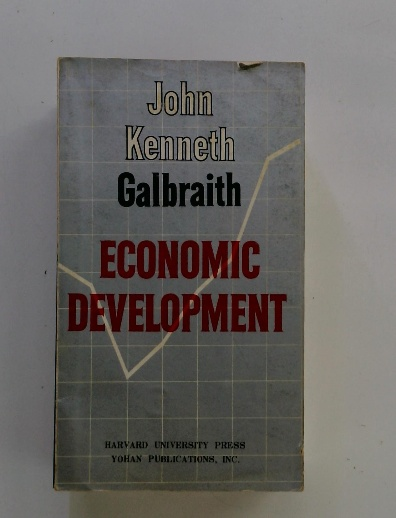 John
Kenneth
Galbraith
ECONOMIC
DEVELOPMENT
HARVARD UNIVERSITY PRESS
YOHAN PUBLICATIONS, INC.